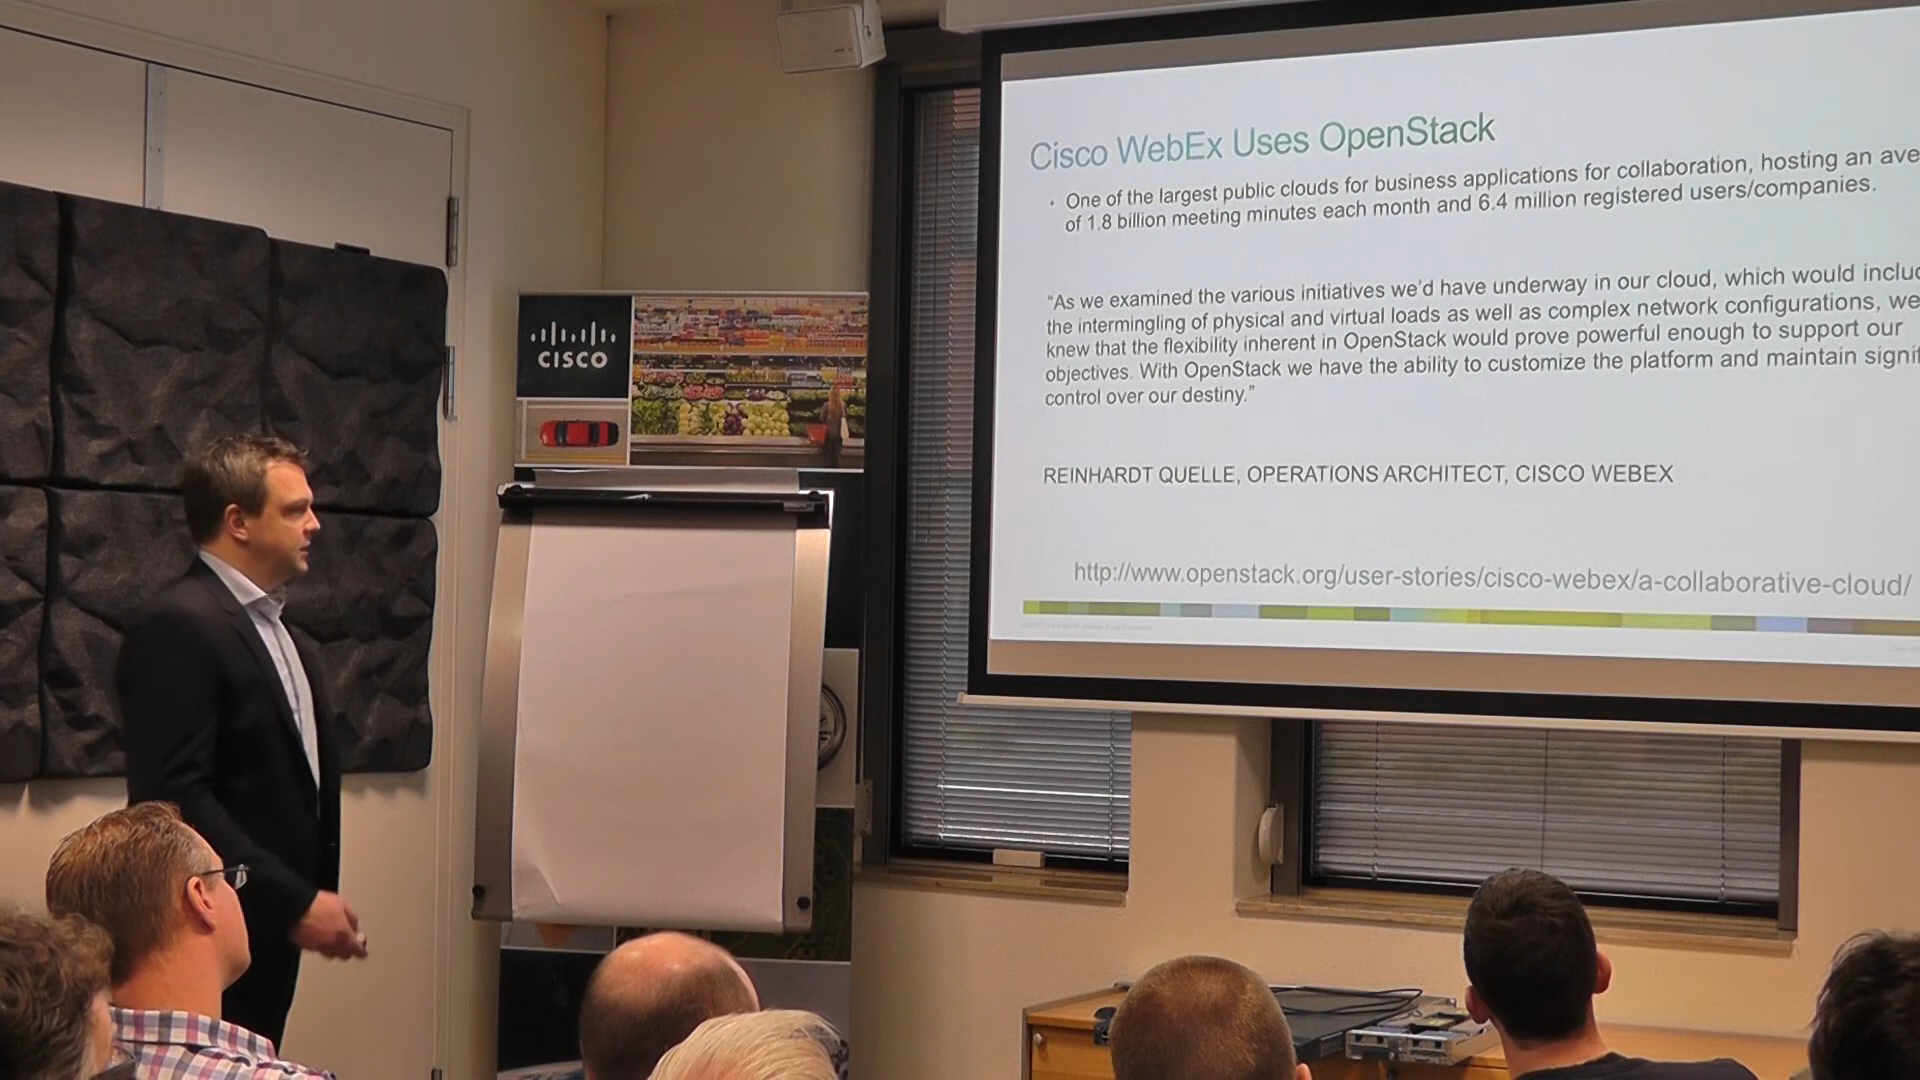 CISCO
Cisco WebEx Uses OpenStack
• One of the largest public clouds for business applications for collaboration, hosting an ave
of 1.8 billion meeting minutes each month and 6.4 million registered users/companies.
“As we examined the various initiatives we’d have underway in our cloud, which would inclu
the intermingling of physical and virtual loads as well as complex network configurations, we
knew that the flexibility inherent in OpenStack would prove powerful enough to support our
objectives. With OpenStack we have the ability to customize the platform and maintain signif
control over our destiny.”
REINHARDT QUELLE, OPERATIONS ARCHITECT, CISCO WEBEX
http://www.openstack.org/user-stories/cisco-webex/a-collaborative-cloud/